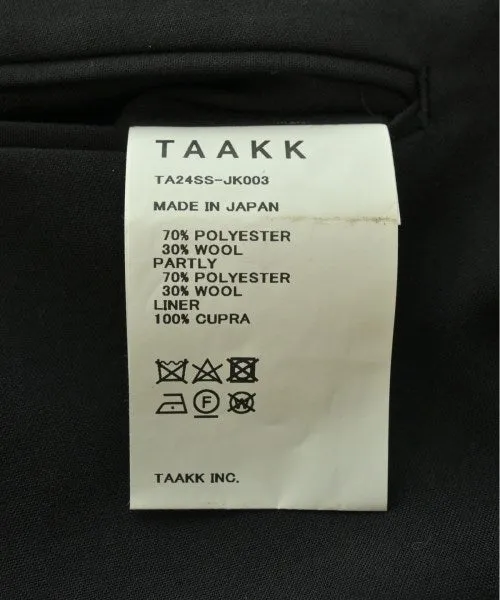 TAAKK
TA24SS-JK003
MADE IN JAPAN
70% POLYESTER
30% WOOL
PARTLY
70% POLYESTER
30% WOOL
LINER
100% CUPRA
F
W
TAAKK INC.